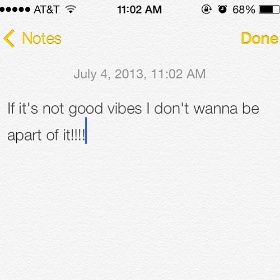 AT&T 11:02 AM 68%
Notes Done
July 4, 2013, 11:02 AM
If it's not good vibes I don't wanna be
apart of it!!!!